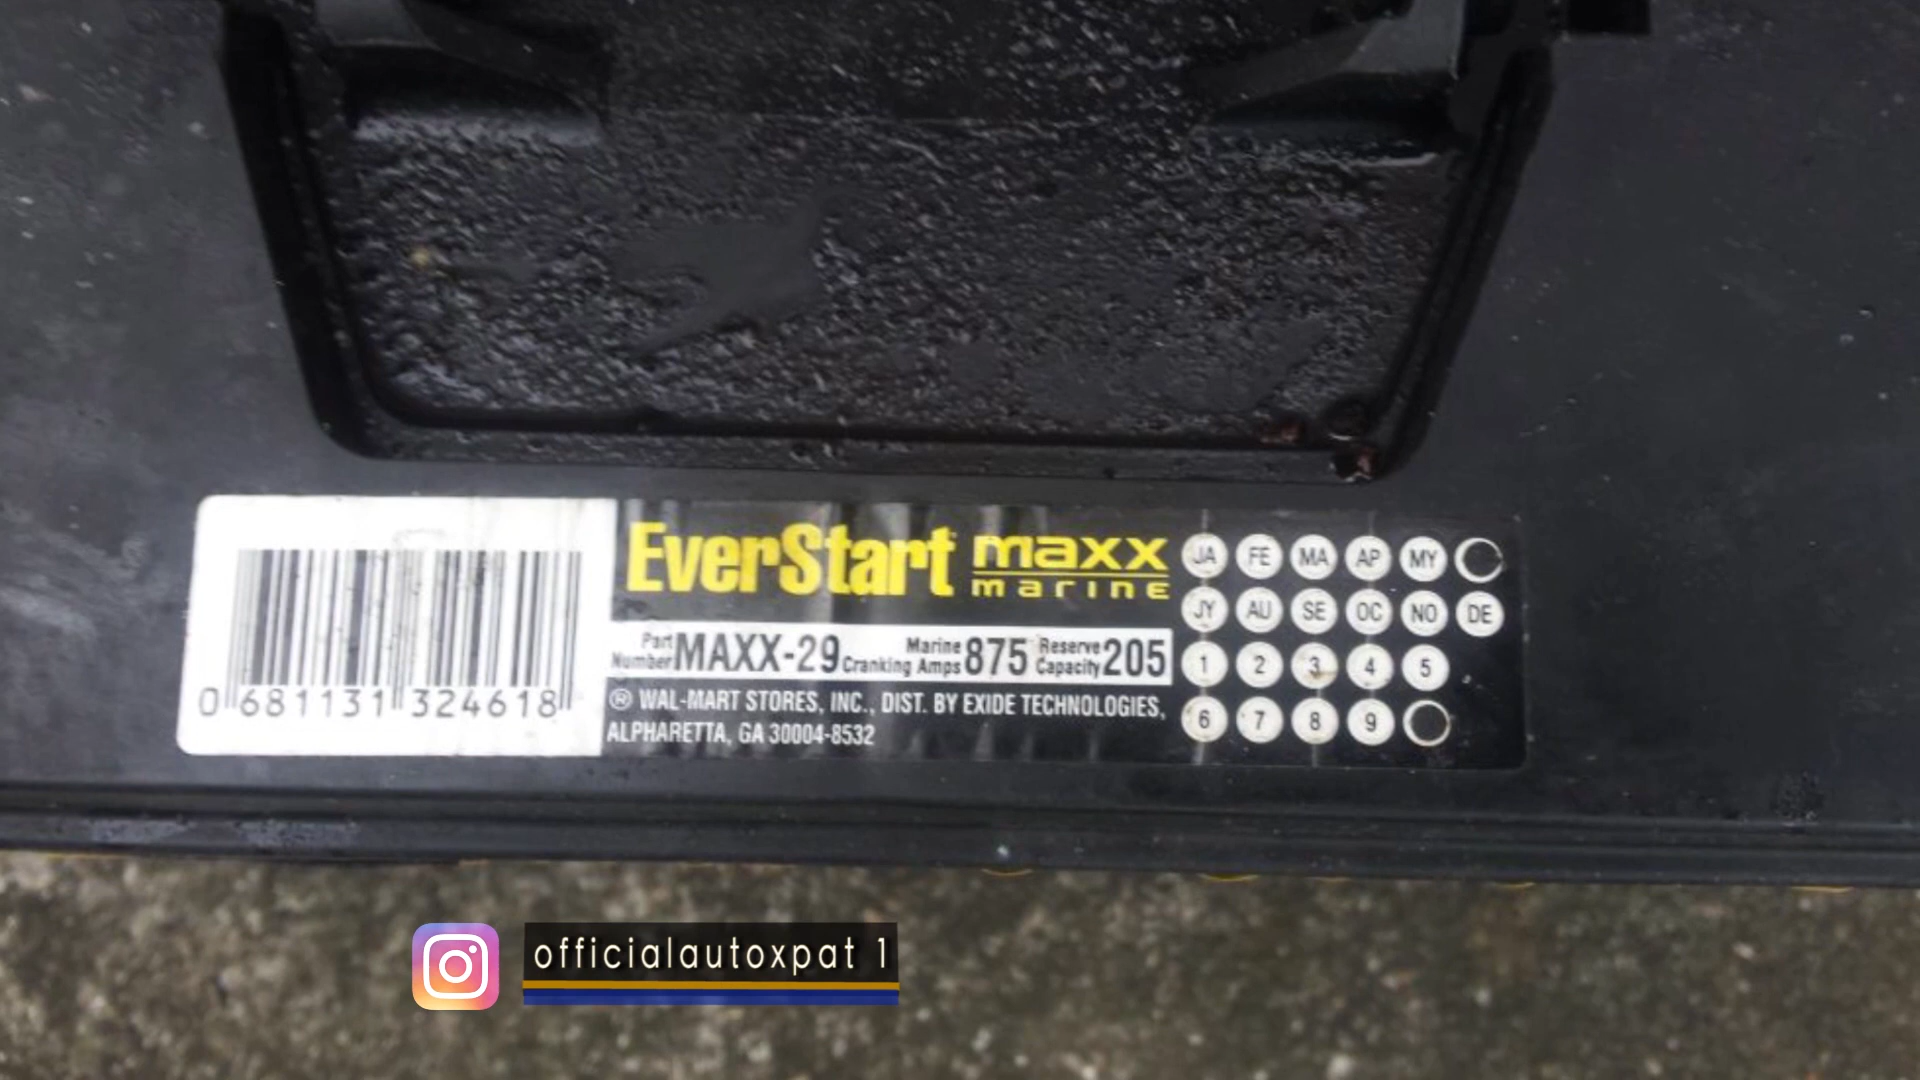 EverStart maxx
marine
Part Number MAXX-29 Marine Cranking Amps 875 Reserve Capacity 205
® WAL-MART STORES, INC., DIST. BY EXIDE TECHNOLOGIES,
ALPHARETTA, GA 30004-8532
0 681131 324618
JA FE MA AP MY
JY AU SE OC NO DE
1 2 3 4 5
6 7 8 9
officialautoxpat 1